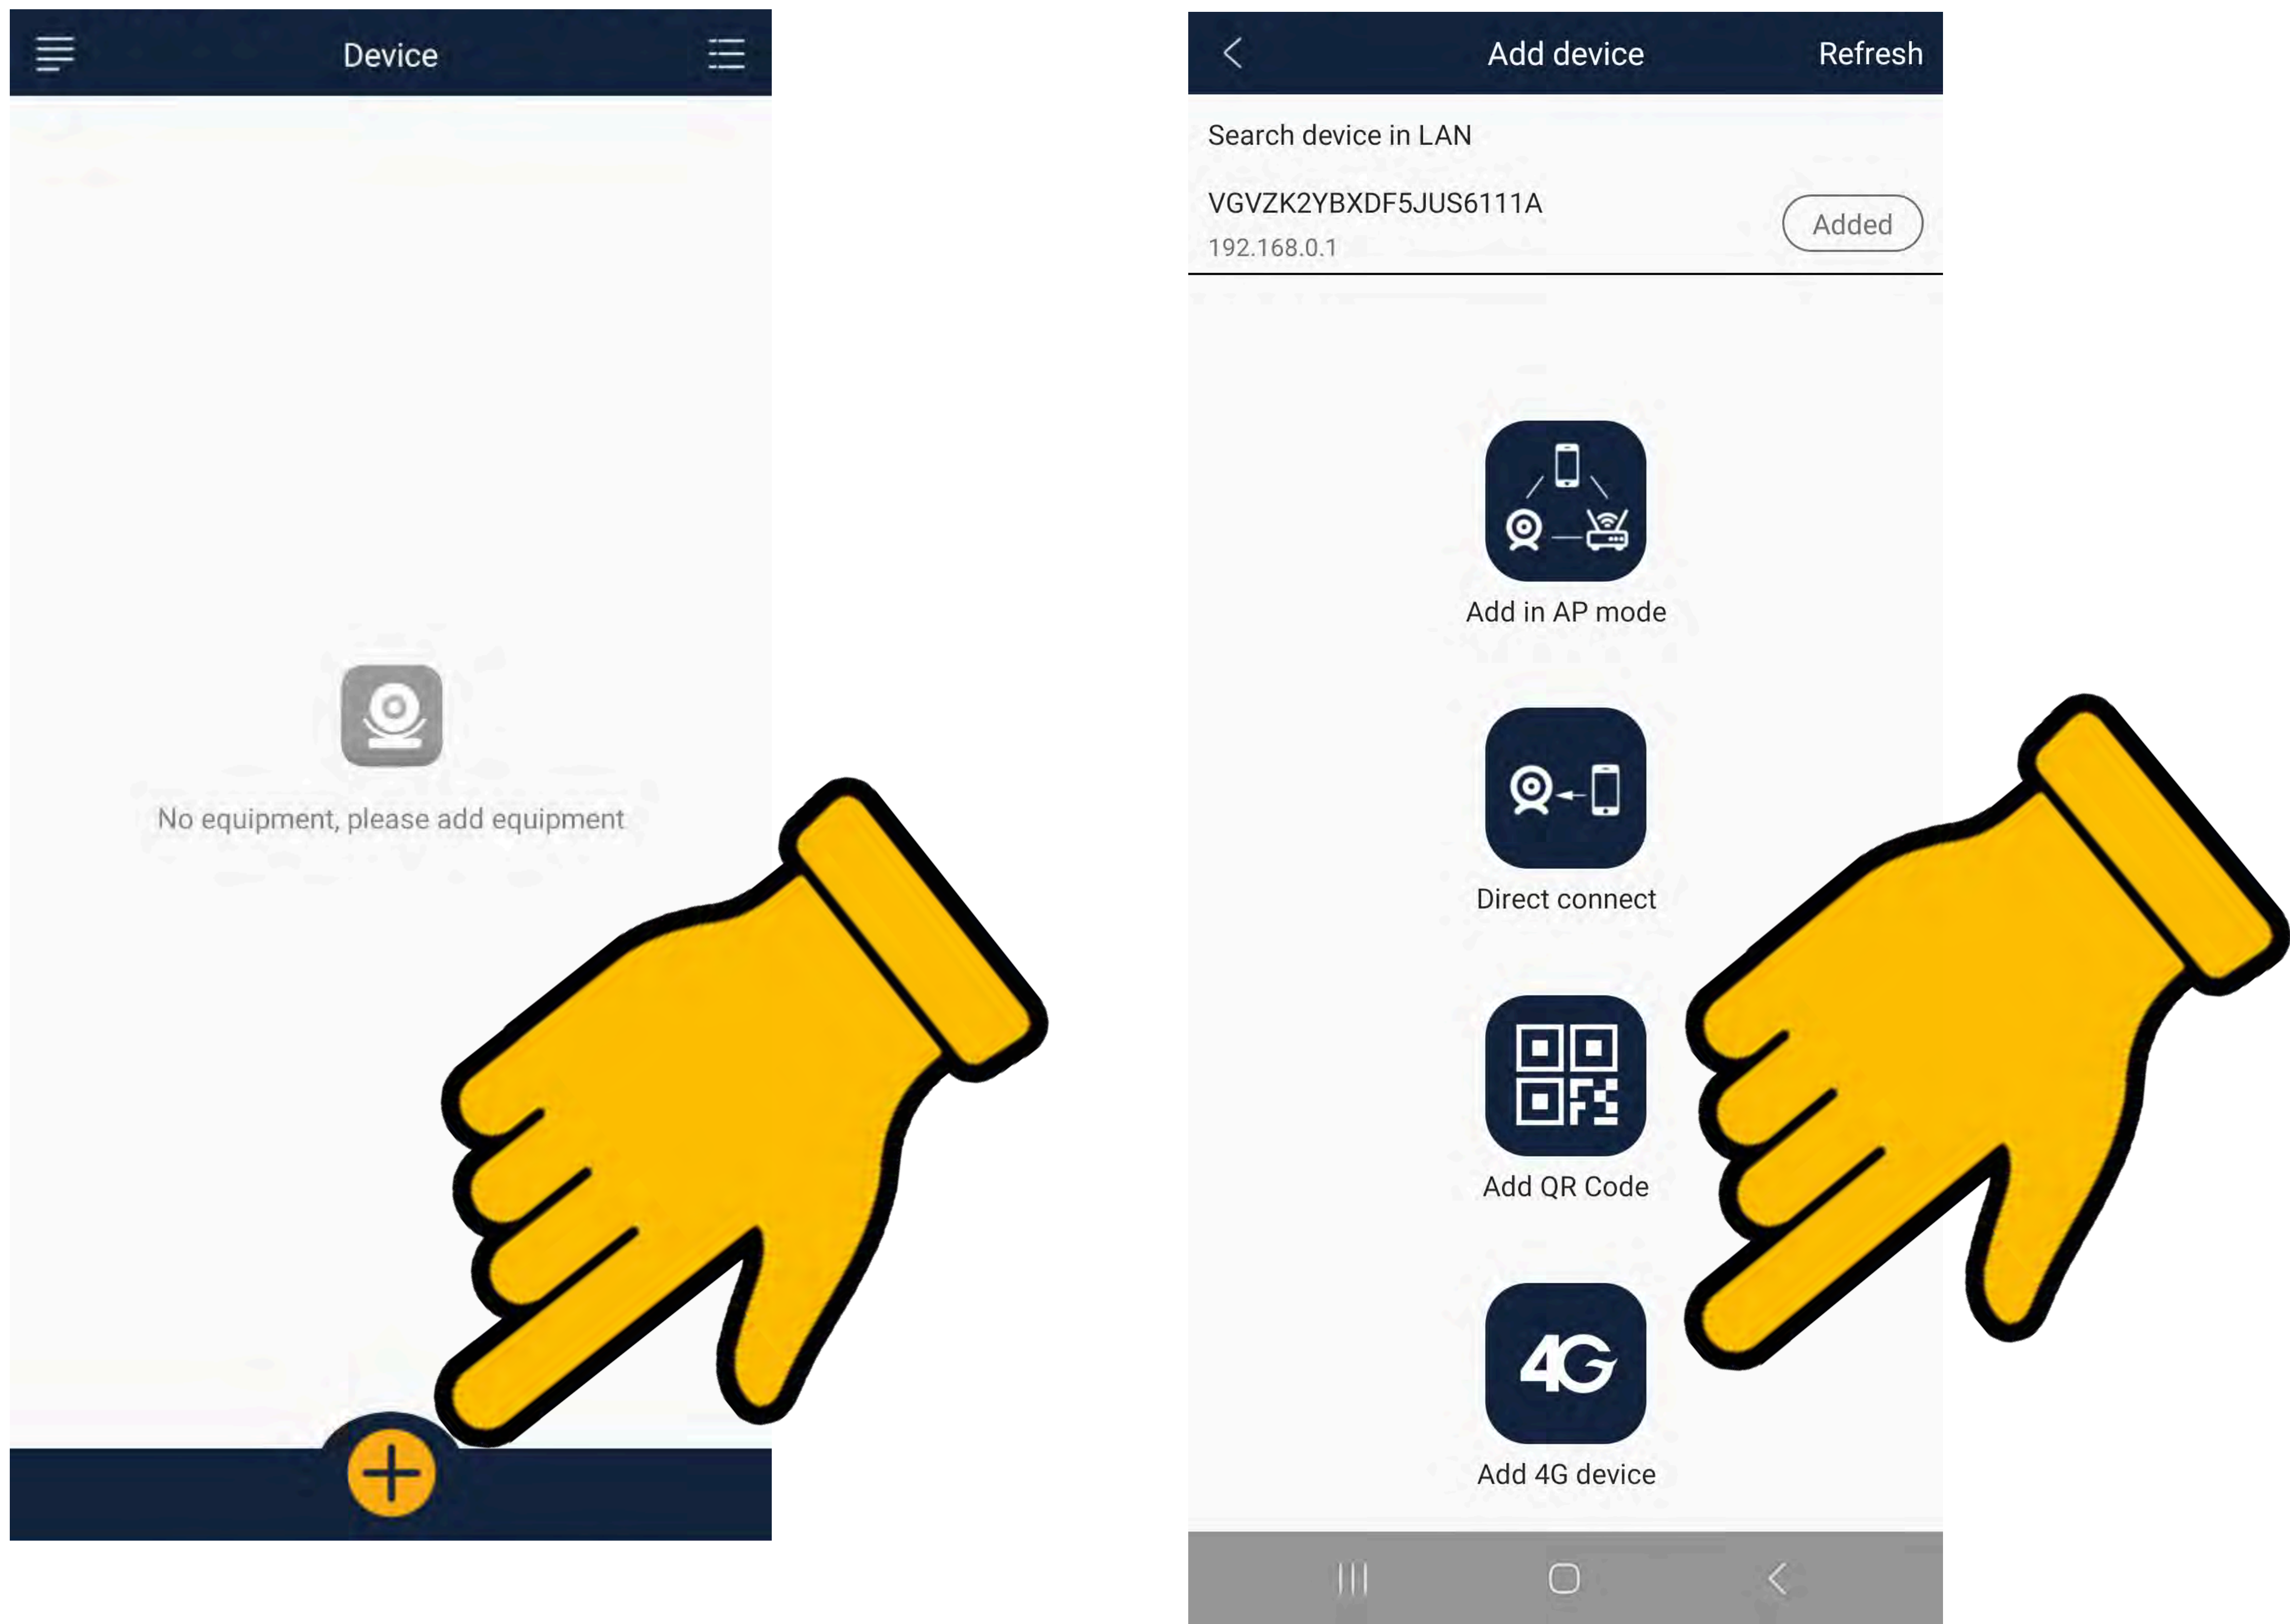 Device
No equipment, please add equipment
Add device
Refresh
Search device in LAN
VGVZK2YBXDF5JUS6111A
192.168.0.1
Added
Add in AP mode
Direct connect
Add QR Code
4G
Add 4G device